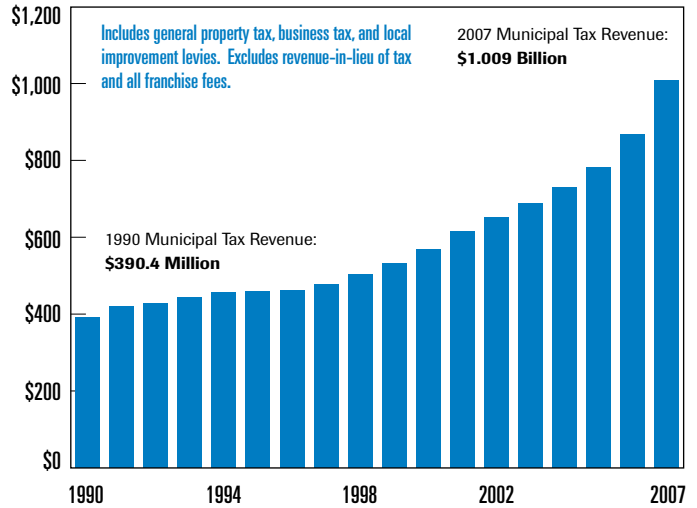 $1,200
Includes general property tax, business tax, and local
improvement levies. Excludes revenue-in-lieu of tax
and all franchise fees.
2007 Municipal Tax Revenue:
$1.009 Billion
$1,000
$800
$600
1990 Municipal Tax Revenue:
$390.4 Million
$400
$200
$0
1990 1994 1998 2002 2007